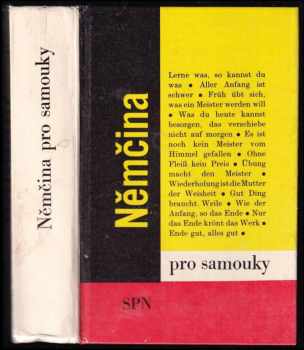 Němčina pro samouky
Němčina
Lerne was, so kannst du
was • Aller Anfang ist
schwer • Früh übt sich,
was ein Meister werden will
• Was du heute kannst
besorgen, das verschiebe
nicht auf morgen • Es ist
noch kein Meister vom
Himmel gefallen • Ohne
Fleiß kein Preis • Übung
macht den Meister •
Wiederholung ist die Mutter
der Weisheit • Gut Ding
braucht Weile • Wie der
Anfang, so das Ende • Nur
das Ende krönt das Werk •
Ende gut, alles gut •
pro samouky
SPN